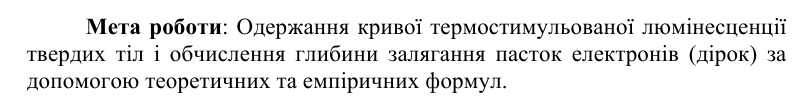 Мета роботи: Одержання кривої термостимульованої люмінесценції
твердих тіл і обчислення глибини залягання пасток електронів (дірок) за
допомогою теоретичних та емпіричних формул.